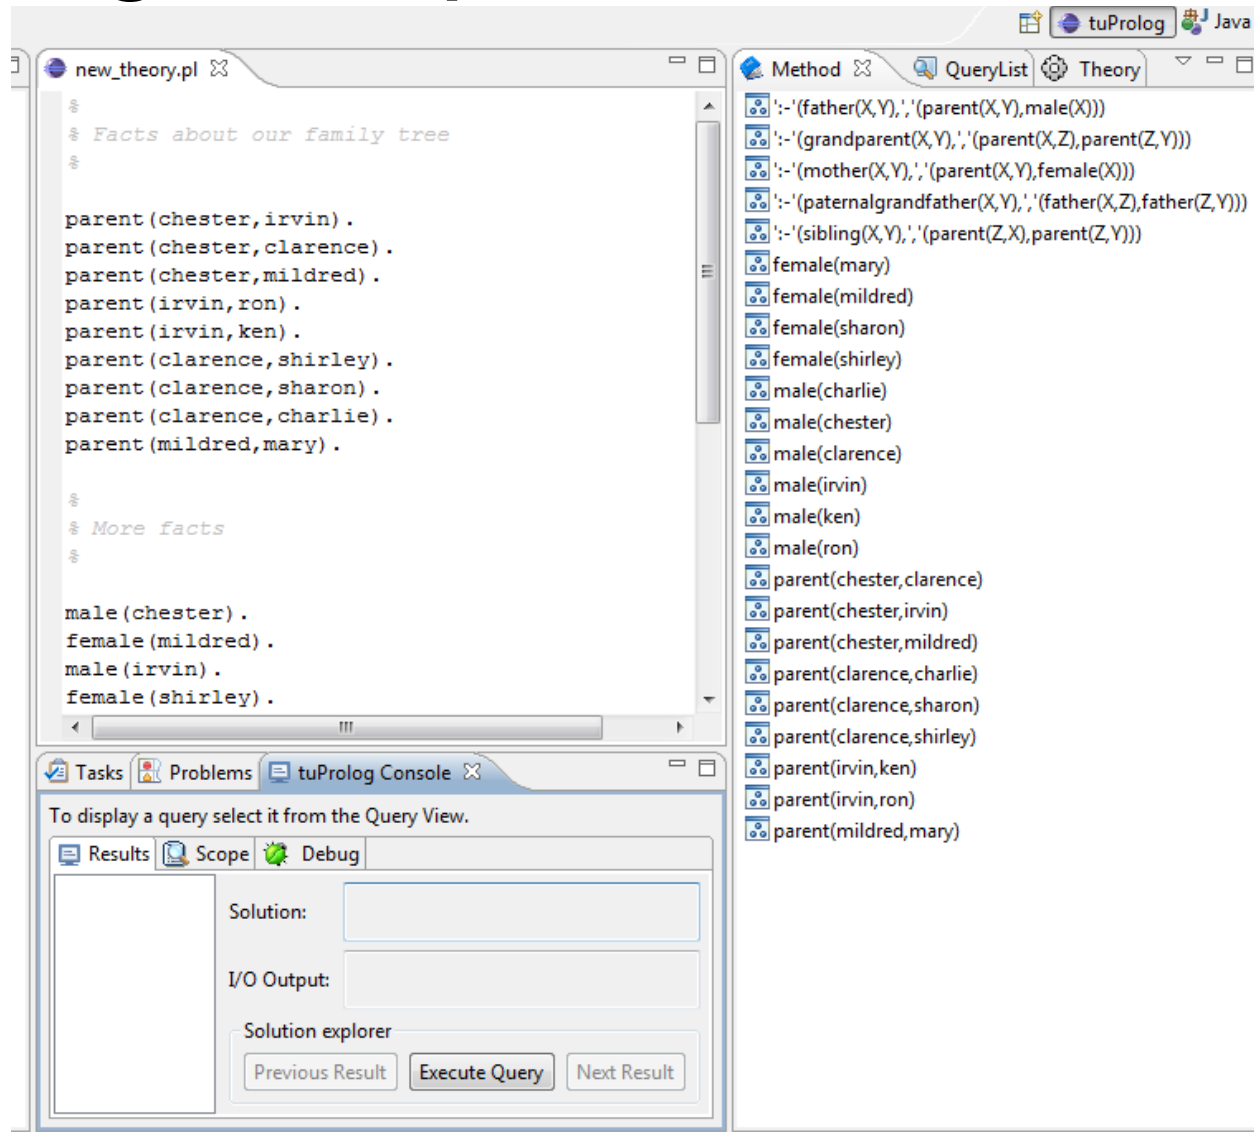 tuProlog Java
new_theory.pl
%
% Facts about our family tree
%
parent(chester,irvin).
parent(chester,clarence).
parent(chester,mildred).
parent(irvin,ron).
parent(irvin,ken).
parent(clarence,shirley).
parent(clarence,sharon).
parent(clarence,charlie).
parent(mildred,mary).
%
% More facts
%
male(chester).
female(mildred).
male(irvin).
female(shirley).
Tasks Problems tuProlog Console
To display a query select it from the Query View.
Results Scope Debug
Solution:
I/O Output:
Solution explorer
Previous Result Execute Query Next Result
Method QueryList Theory
':-'(father(X,Y),','(parent(X,Y),male(X)))
':-'(grandparent(X,Y),','(parent(X,Z),parent(Z,Y)))
':-'(mother(X,Y),','(parent(X,Y),female(X)))
':-'(paternalgrandfather(X,Y),','(father(X,Z),father(Z,Y)))
':-'(sibling(X,Y),','(parent(Z,X),parent(Z,Y)))
female(mary)
female(mildred)
female(sharon)
female(shirley)
male(charlie)
male(chester)
male(clarence)
male(irvin)
male(ken)
male(ron)
parent(chester,clarence)
parent(chester,irvin)
parent(chester,mildred)
parent(clarence,charlie)
parent(clarence,sharon)
parent(clarence,shirley)
parent(irvin,ken)
parent(irvin,ron)
parent(mildred,mary)